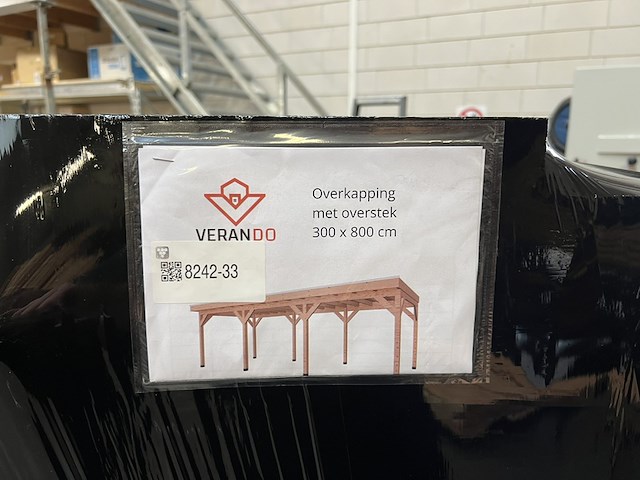 VERANDO
Overkapping
met overstek
300 x 800 cm
8242-33